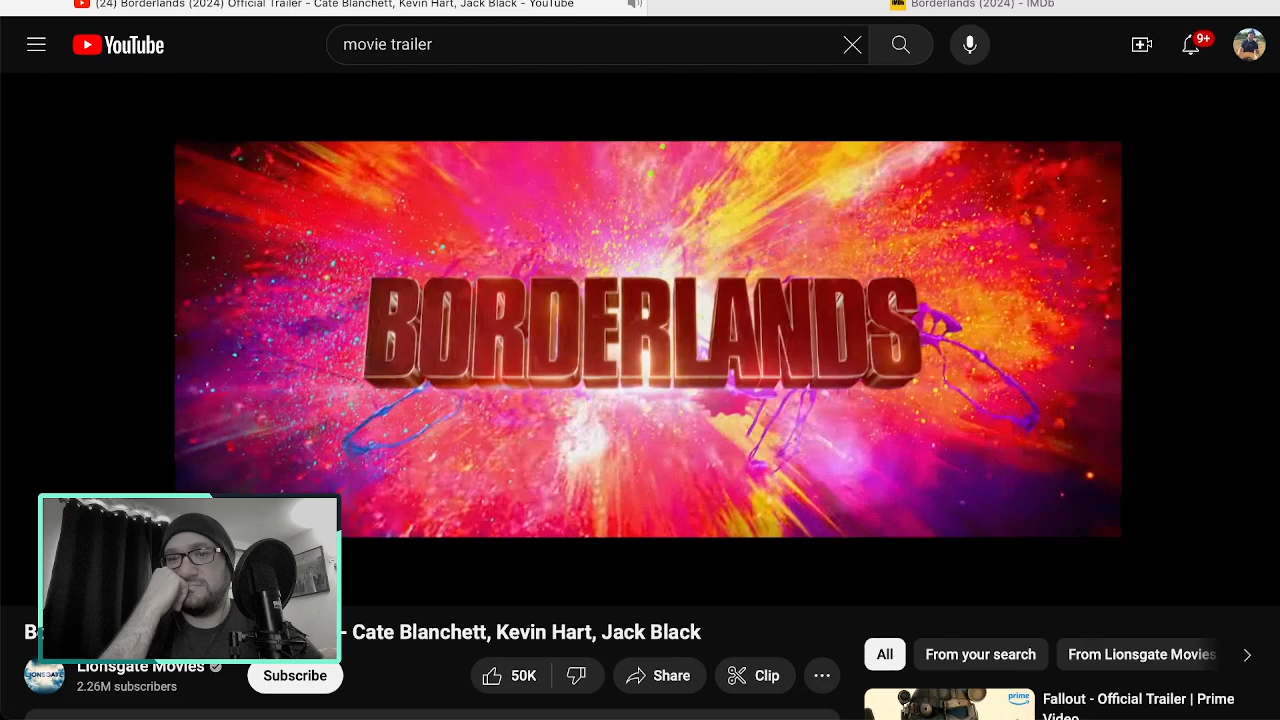 (24) Borderlands (2024) Official Trailer - Cate Blanchett, Kevin Hart, Jack Black - YouTube
Borderlands (2024) - IMDb
YouTube
movie trailer
9+
BORDERLANDS
- Cate Blanchett, Kevin Hart, Jack Black
Lionsgate Movies
2.26M subscribers
LIONSGATE
Subscribe
50K
Share
Clip
All
From your search
From Lionsgate Movies
prime
Fallout - Official Trailer | Prime
Video